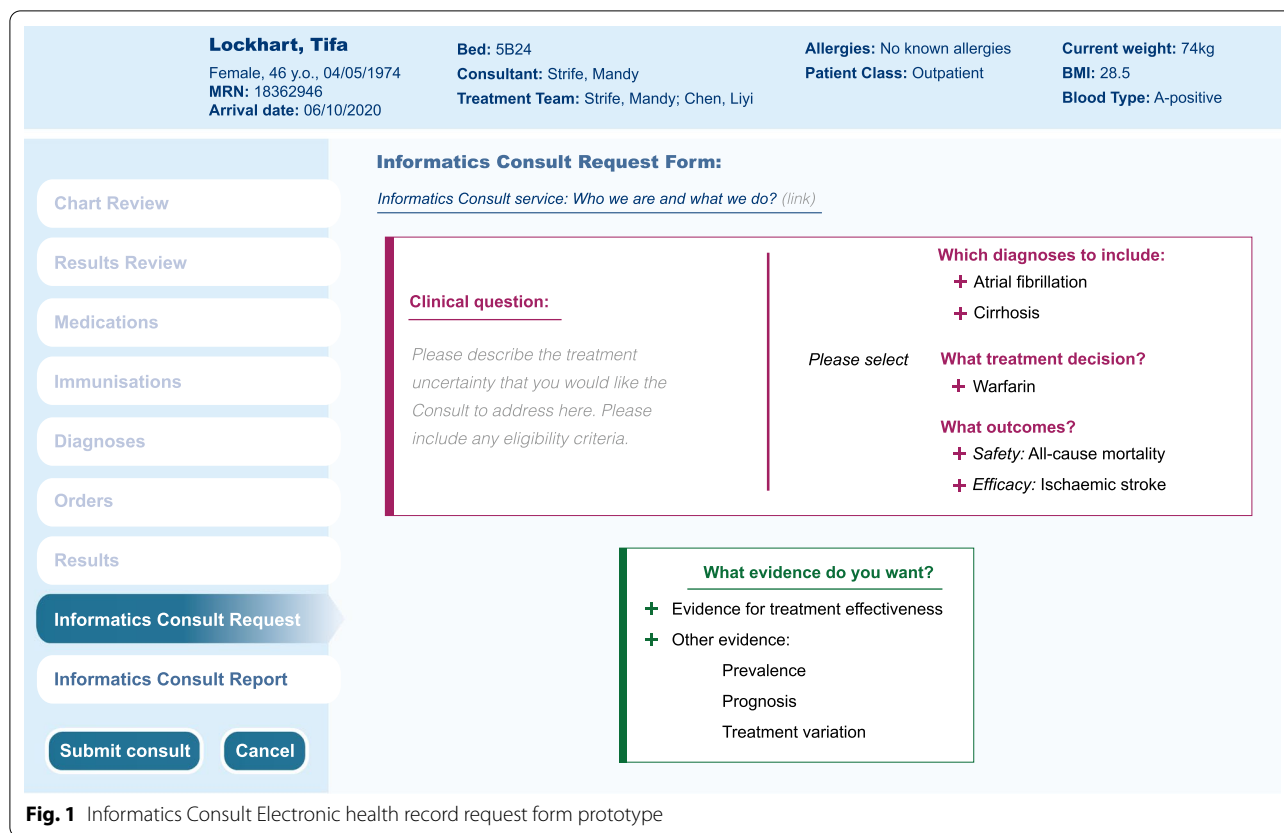 Lockhart, Tifa
Female, 46 y.o., 04/05/1974
MRN: 18362946
Arrival date: 06/10/2020
Bed: 5B24
Consultant: Strife, Mandy
Treatment Team: Strife, Mandy; Chen, Liyi
Allergies: No known allergies
Patient Class: Outpatient
Current weight: 74kg
BMI: 28.5
Blood Type: A-positive
Chart Review
Results Review
Medications
Immunisations
Diagnoses
Orders
Results
Informatics Consult Request
Informatics Consult Report
Submit consult
Cancel
Informatics Consult Request Form:
Informatics Consult service: Who we are and what we do? (link)
Clinical question:
Please describe the treatment
uncertainty that you would like the
Consult to address here. Please
include any eligibility criteria.
Please select
Which diagnoses to include:
+ Atrial fibrillation
+ Cirrhosis
What treatment decision?
+ Warfarin
What outcomes?
+ Safety: All-cause mortality
+ Efficacy: Ischaemic stroke
What evidence do you want?
+ Evidence for treatment effectiveness
+ Other evidence:
Prevalence
Prognosis
Treatment variation
Fig. 1 Informatics Consult Electronic health record request form prototype